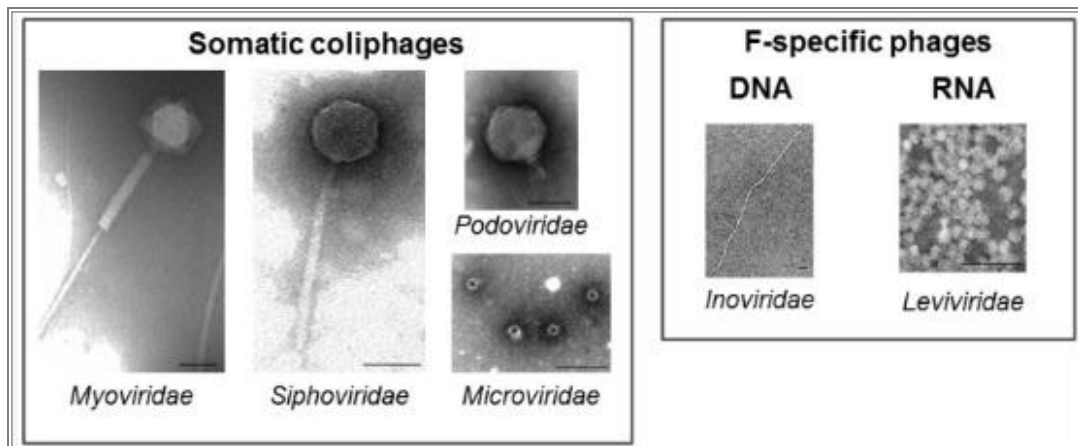 Somatic coliphages
Myoviridae
Siphoviridae
Podoviridae
Microviridae
F-specific phages
DNA
RNA
Inoviridae
Leviviridae